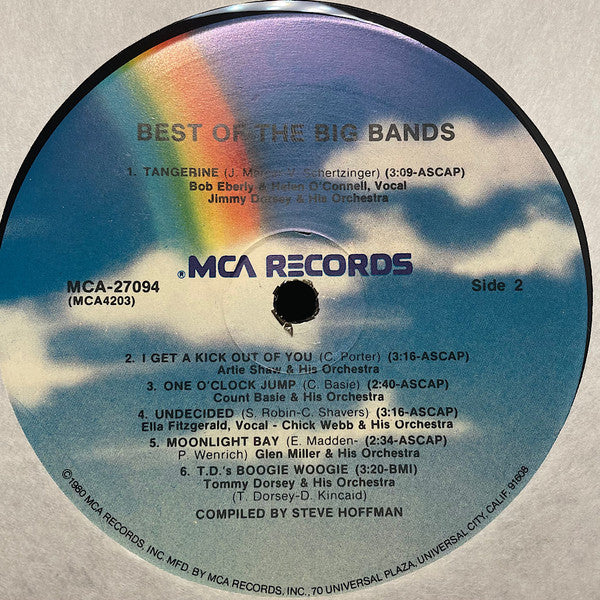 BEST OF THE BIG BANDS
1. TANGERINE (J. Mercer-V. Schertzinger) (3:09-ASCAP)
Bob Eberly & Helen O'Connell, Vocal
Jimmy Dorsey & His Orchestra
®MCA RECORDS
MCA-27094
(MCA4203)
Side 2
2. I GET A KICK OUT OF YOU (C. Porter) (3:16-ASCAP)
Artie Shaw & His Orchestra
3. ONE O'CLOCK JUMP (C. Basie) (2:40-ASCAP)
Count Basie & His Orchestra
4. UNDECIDED (S. Robin-C. Shavers) (3:16-ASCAP)
Ella Fitzgerald, Vocal - Chick Webb & His Orchestra
5. MOONLIGHT BAY (E. Madden- (2:34-ASCAP)
P. Wenrich) Glen Miller & His Orchestra
6. T.D.'s BOOGIE WOOGIE (3:20-BMI)
Tommy Dorsey & His Orchestra
(T. Dorsey-D. Kincaid)
COMPILED BY STEVE HOFFMAN
©1980 MCA RECORDS, INC. MFD. BY MCA RECORDS, INC., 70 UNIVERSAL PLAZA, UNIVERSAL CITY, CALIF. 91608